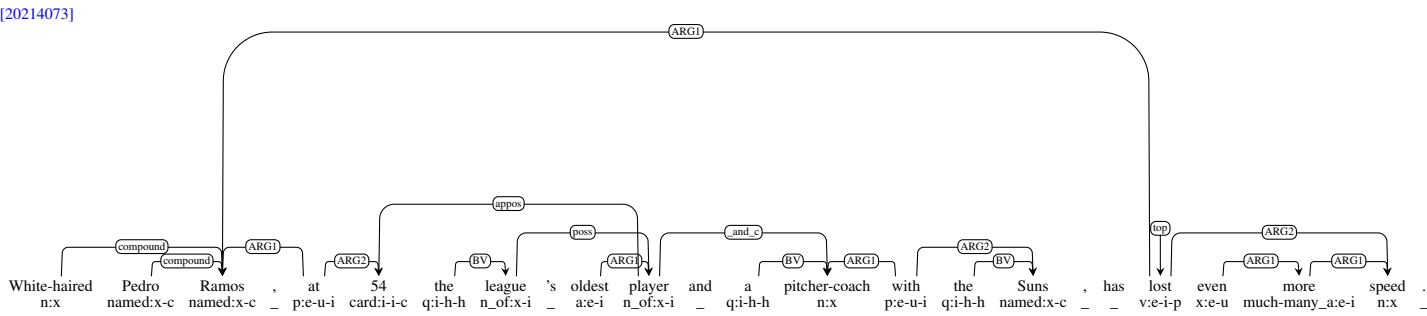 [20214073]
ARG1
appos
top
poss
_and_c
compound
ARG1
ARG2
ARG2
compound
ARG2
BV
ARG1
BV
ARG1
BV
ARG1
ARG1
White-haired Pedro Ramos , at 54 the league 's oldest player and a pitcher-coach with the Suns , has lost even more speed .
n:x named:x-c named:x-c _ p:e-u-i card:i-i-c q:i-h-h n_of:x-i _ a:e-i n_of:x-i _ q:i-h-h n:x p:e-u-i q:i-h-h named:x-c _ _ v:e-i-p x:e-u much-many_a:e-i n:x _